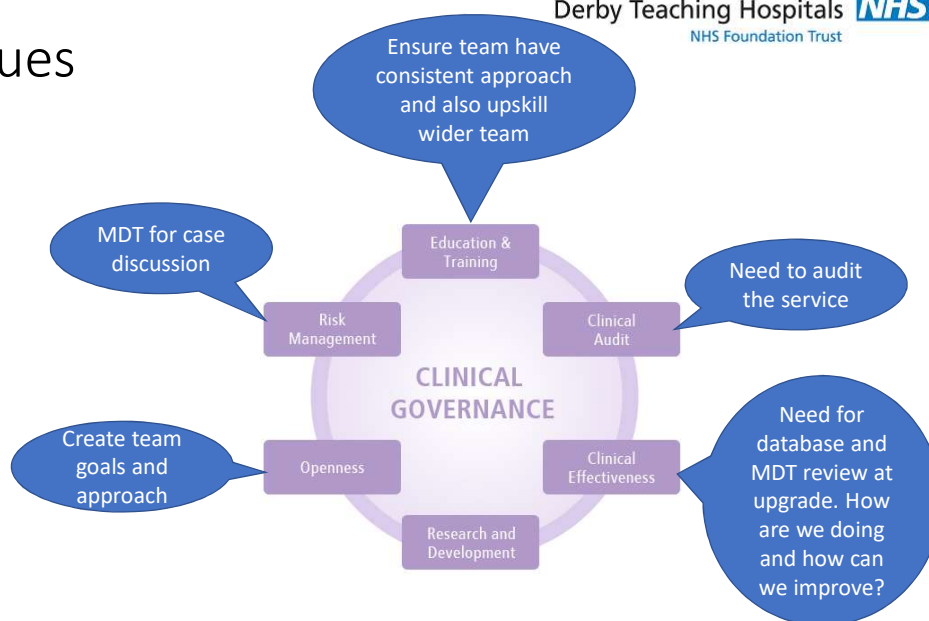 Derby Teaching Hospitals NHS
NHS Foundation Trust
ues
Ensure team have
consistent approach
and also upskill
wider team
MDT for case
discussion
Education &
Training
Need to audit
the service
Risk
Management
Clinical
Audit
CLINICAL
GOVERNANCE
Create team
goals and
approach
Openness
Clinical
Effectiveness
Need for
database and
MDT review at
upgrade. How
are we doing
and how can
we improve?
Research and
Development